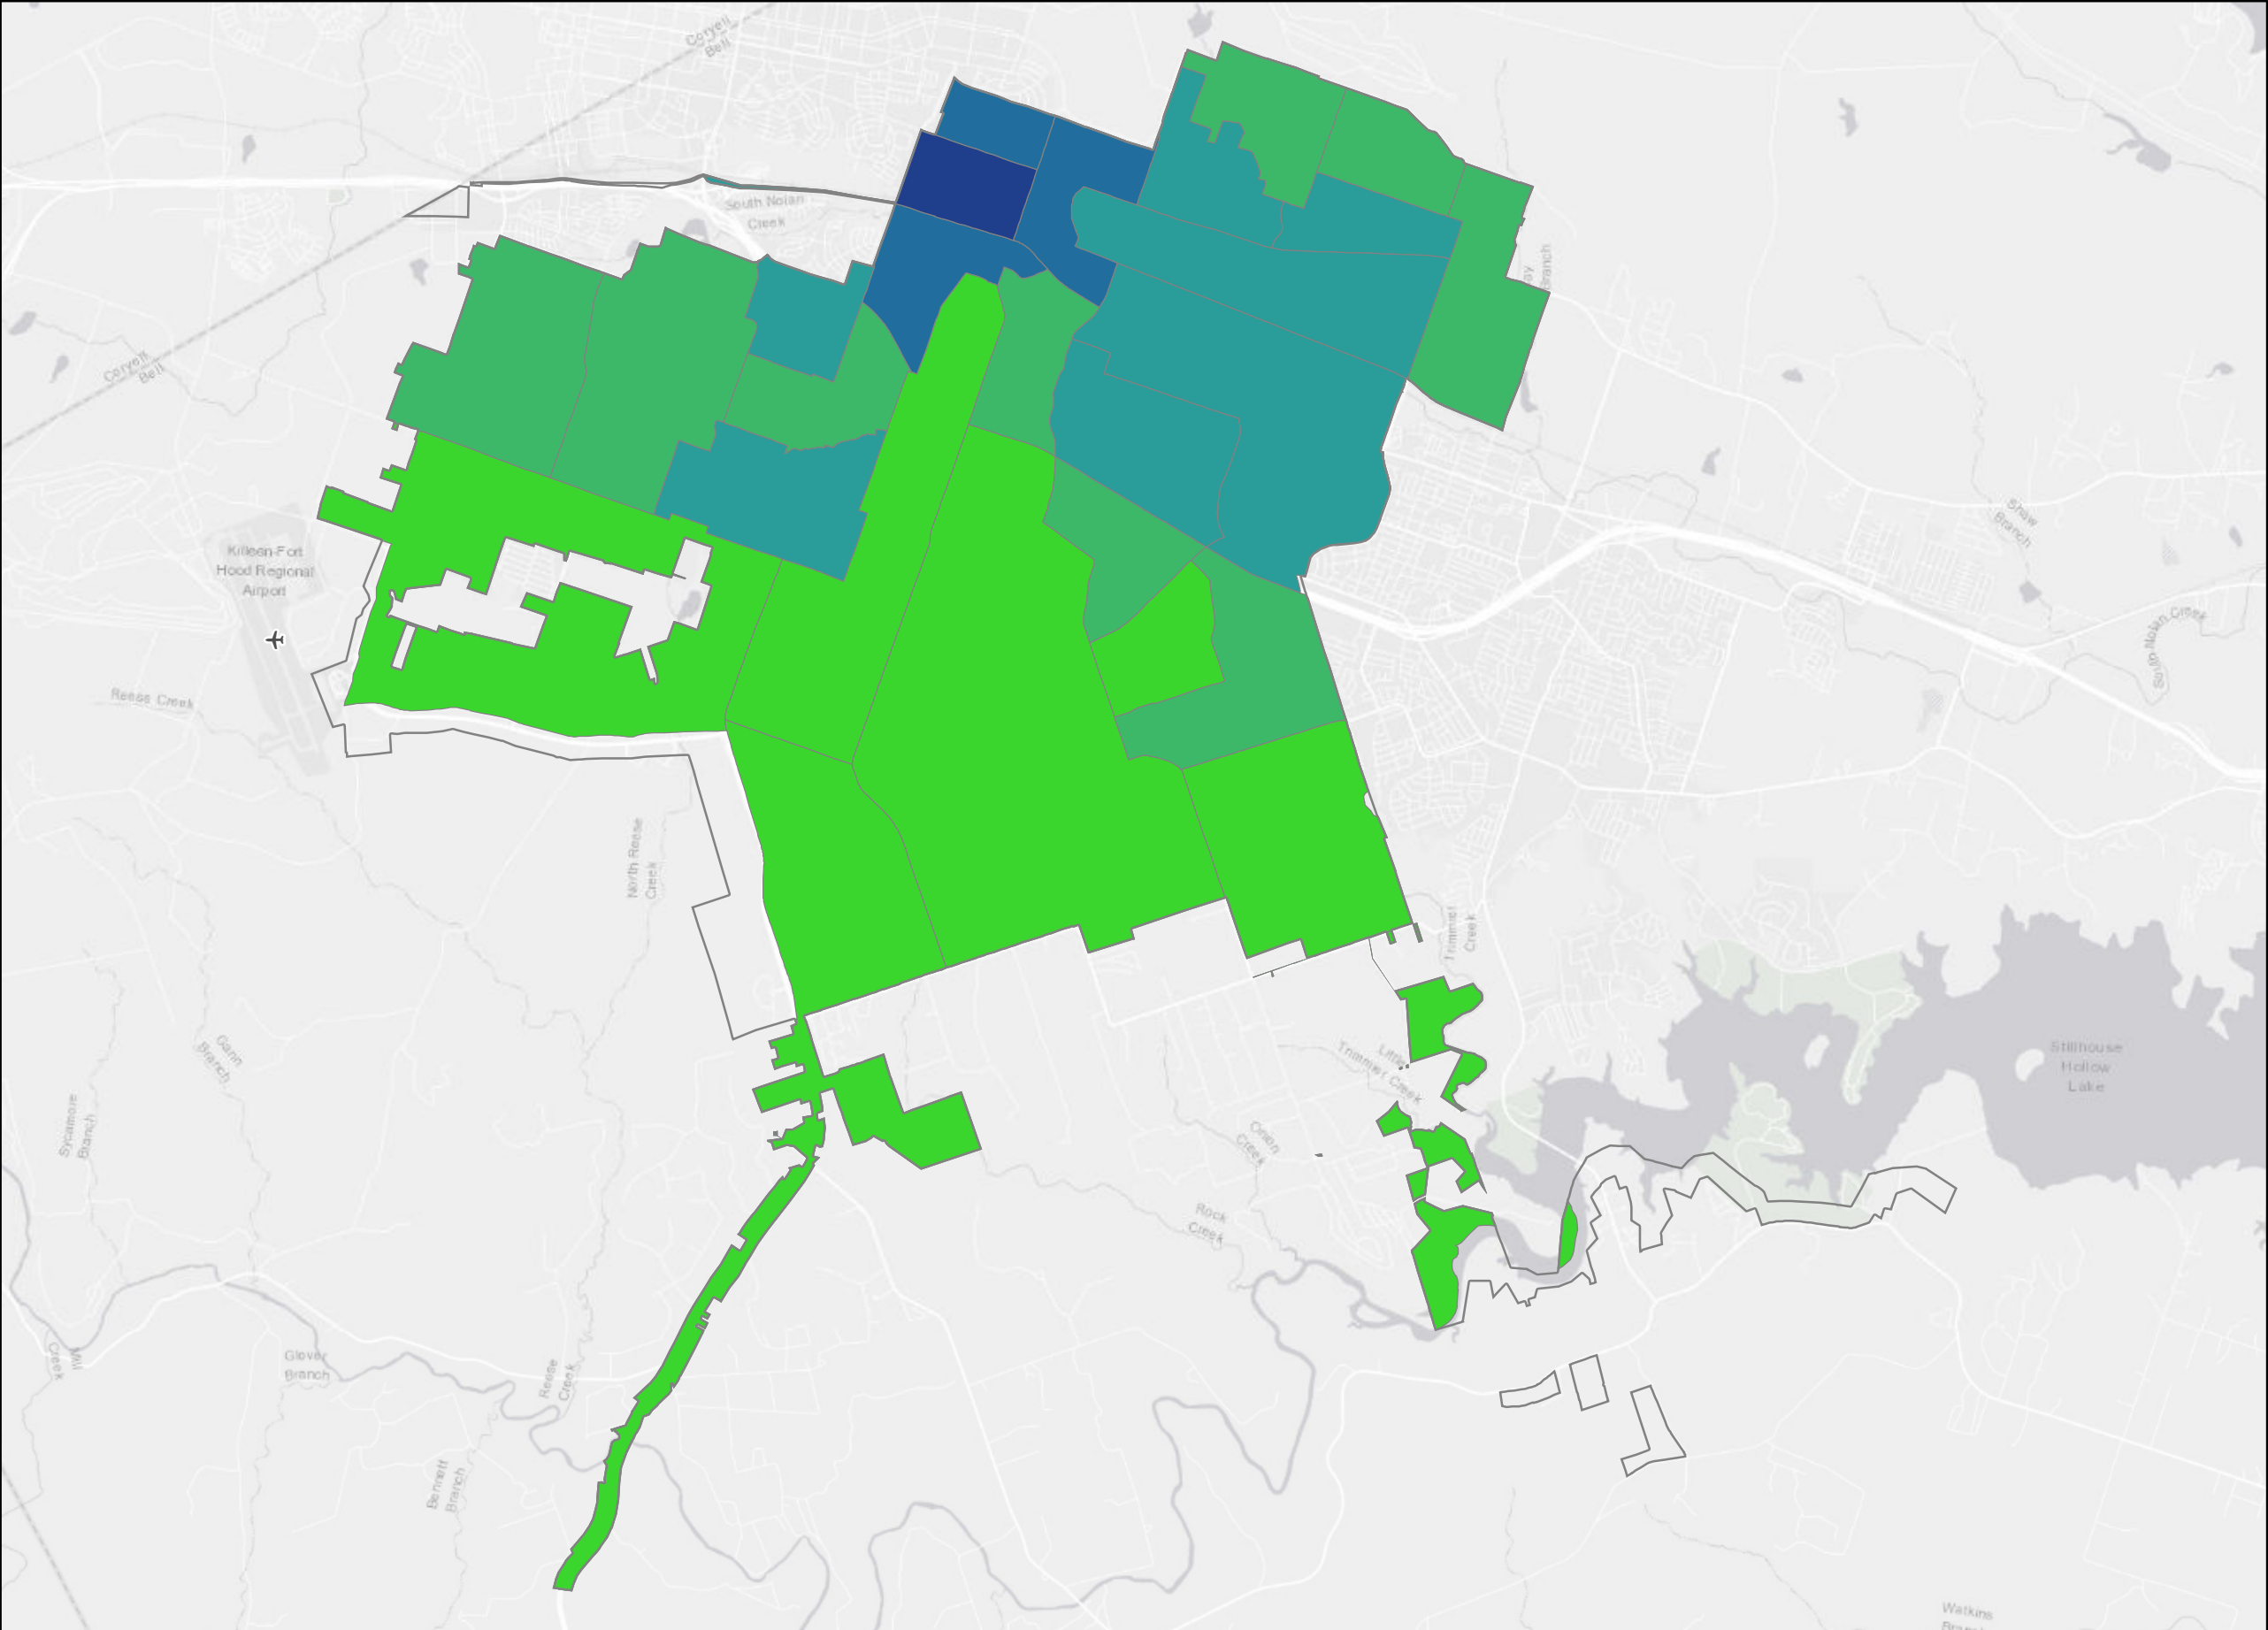 Coryell
Bell
South Nolan
Creek
Branch
Coryell
Bell
Shaw
Branch
Killeen-Fort
Hood Regional
Airport
South Nolan Creek
Reese Creek
North Reese
Creek
Trimmer
Creek
Gann
Branch
Little
Trimmier Creek
Stillhouse
Hollow
Lake
Sycamore
Branch
Onion
Creek
Rock
Creek
Mill
Creek
Glover
Branch
Reese
Creek
Bennett
Branch
Watkins